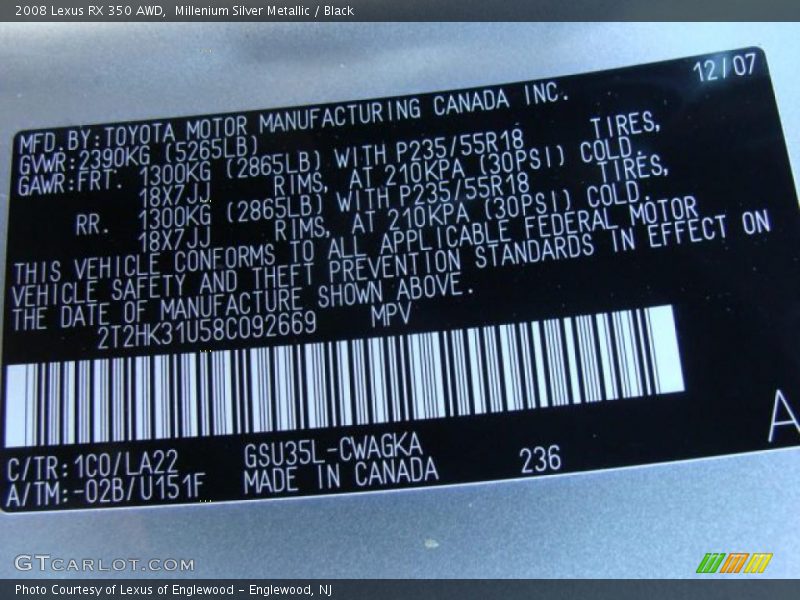 2008 Lexus RX 350 AWD,  Millenium Silver Metallic / Black
12/07
MFD.BY:TOYOTA MOTOR MANUFACTURING CANADA INC.
GVWR:2390KG (5265LB)
GAWR:FRT. 1300KG (2865LB) WITH P235/55R18 TIRES,
18X7JJ RIMS, AT 210KPA (30PSI) COLD.
RR. 1300KG (2865LB) WITH P235/55R18 TIRES,
18X7JJ RIMS, AT 210KPA (30PSI) COLD.
THIS VEHICLE CONFORMS TO ALL APPLICABLE FEDERAL MOTOR
VEHICLE SAFETY AND THEFT PREVENTION STANDARDS IN EFFECT ON
THE DATE OF MANUFACTURE SHOWN ABOVE.
2T2HK31U58C092669 MPV
A
C/TR:1C0/LA22 GSU35L-CWAGKA 236
A/TM:-02B/U151F MADE IN CANADA
GTCARLOT.COM
Photo Courtesy of Lexus of Englewood – Englewood, NJ